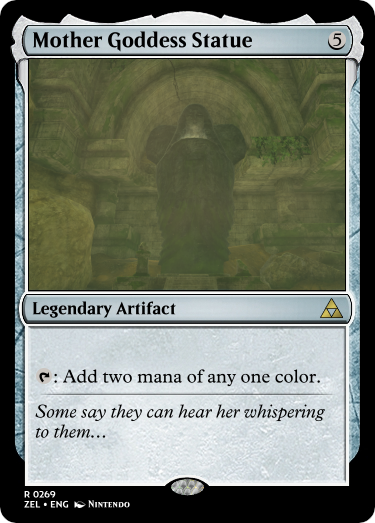 Mother Goddess Statue 5
Legendary Artifact
: Add two mana of any one color.
Some say they can hear her whispering
to them…
R 0269
ZEL • ENG Nintendo